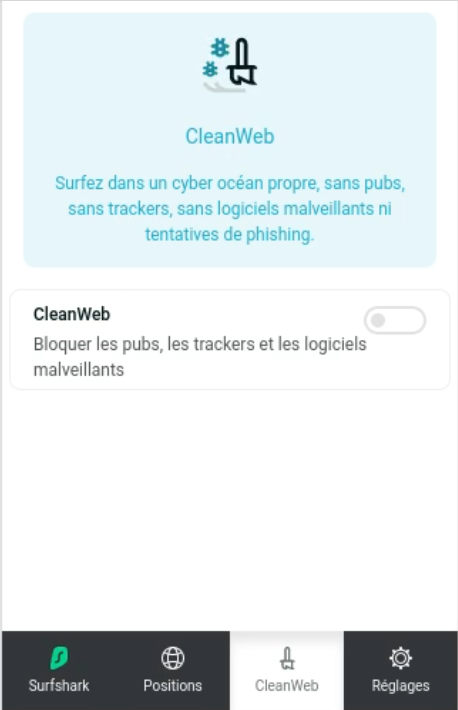 CleanWeb
Surfez dans un cyber océan propre, sans pubs,
sans trackers, sans logiciels malveillants ni
tentatives de phishing.
CleanWeb
Bloquer les pubs, les trackers et les logiciels
malveillants
Surfshark
Positions
CleanWeb
Réglages